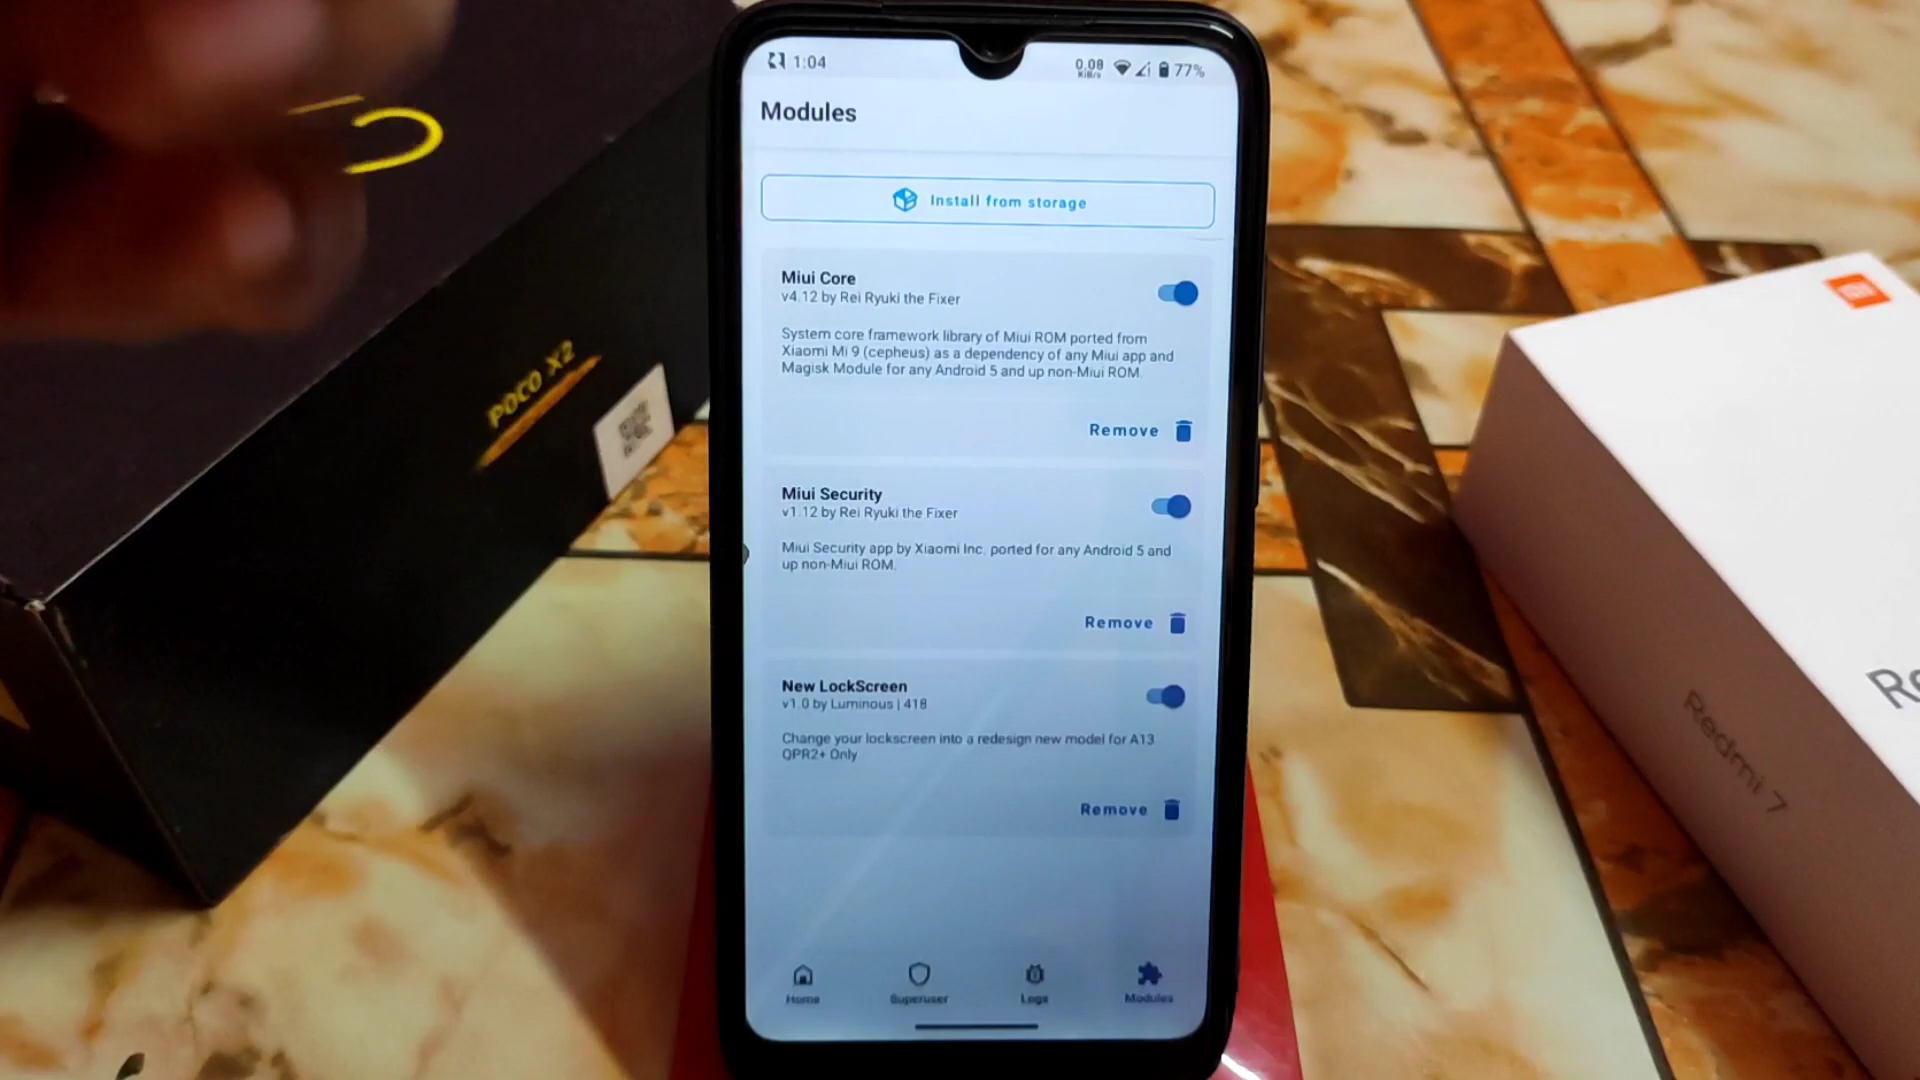 1:04
0.08
KiB/s
77%
Modules
Install from storage
Miui Core
v4.12 by Rei Ryuki the Fixer
System core framework library of Miui ROM ported from
Xiaomi Mi 9 (cepheus) as a dependency of any Miui app and
Magisk Module for any Android 5 and up non-Miui ROM.
Remove
Miui Security
v1.12 by Rei Ryuki the Fixer
Miui Security app by Xiaomi Inc. ported for any Android 5 and
up non-Miui ROM.
Remove
New LockScreen
v1.0 by Luminous | 418
Change your lockscreen into a redesign new model for A13
QPR2+ Only
Remove
Home
Superuser
Logs
Modules
POCO X2
Redmi 7